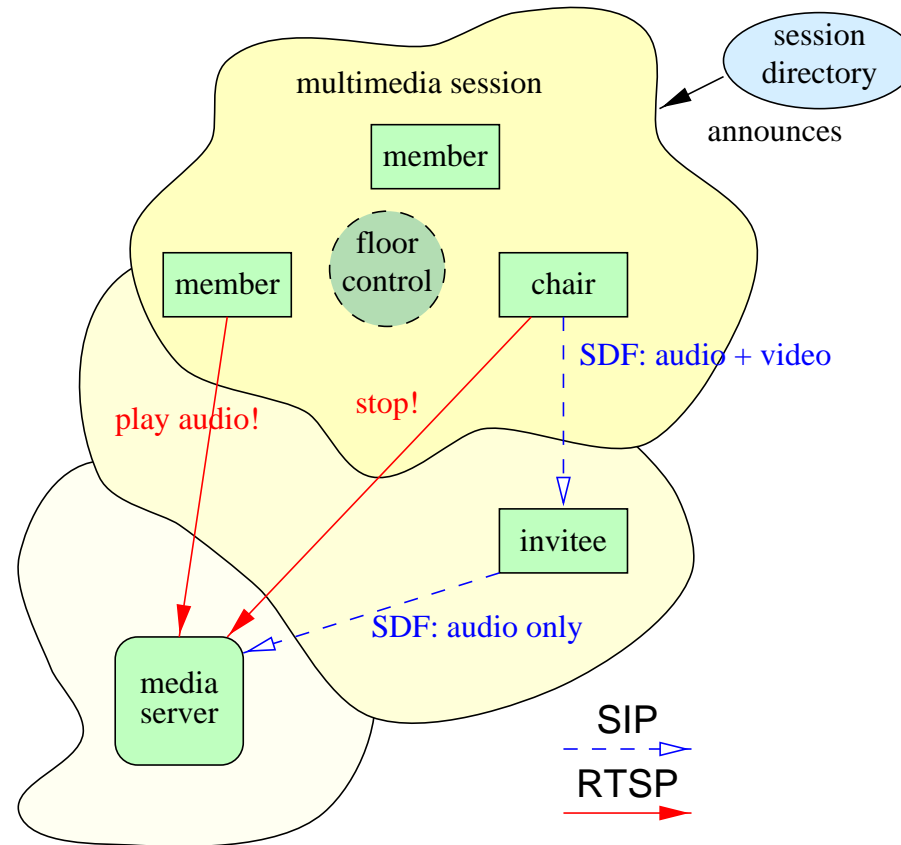 session
directory
multimedia session
announces
member
floor
control
member
chair
SDF: audio + video
play audio!
stop!
invitee
SDF: audio only
media
server
SIP
RTSP